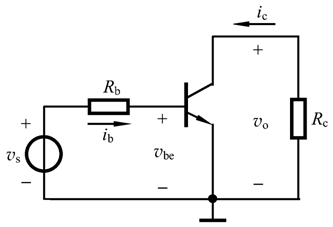 i_c
+
R_b
+
+
i_b
v_s
v_be
v_o
R_c
−
−
−